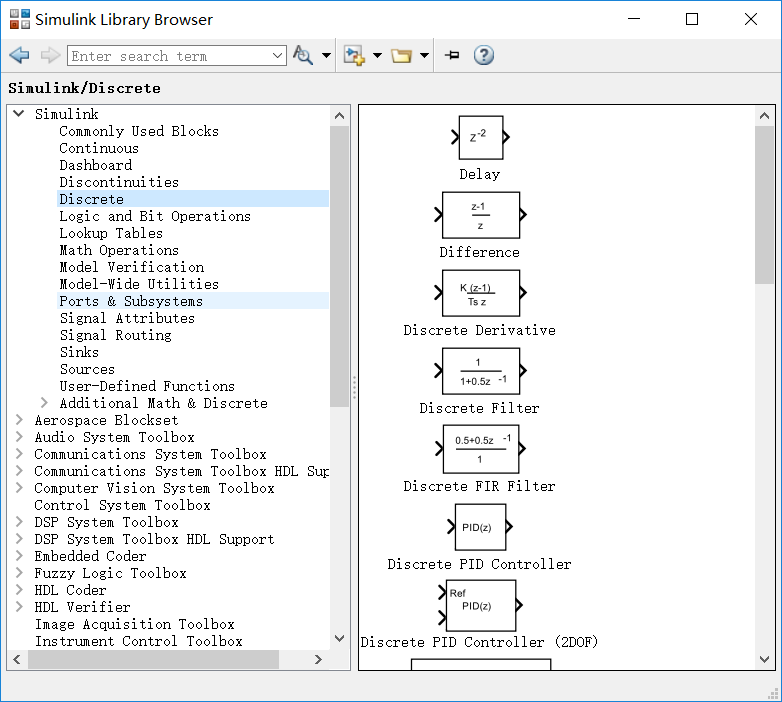 Simulink Library Browser
Enter search term
Simulink/Discrete
Simulink
Commonly Used Blocks
Continuous
Dashboard
Discontinuities
Discrete
Logic and Bit Operations
Lookup Tables
Math Operations
Model Verification
Model-Wide Utilities
Ports & Subsystems
Signal Attributes
Signal Routing
Sinks
Sources
User-Defined Functions
Additional Math & Discrete
Aerospace Blockset
Audio System Toolbox
Communications System Toolbox
Communications System Toolbox HDL Sup
Computer Vision System Toolbox
Control System Toolbox
DSP System Toolbox
DSP System Toolbox HDL Support
Embedded Coder
Fuzzy Logic Toolbox
HDL Coder
HDL Verifier
Image Acquisition Toolbox
Instrument Control Toolbox
z-2
Delay
z-1
z
Difference
K (z-1)
Ts z
Discrete Derivative
1
1+0.5z -1
Discrete Filter
0.5+0.5z -1
1
Discrete FIR Filter
PID(z)
Discrete PID Controller
Ref
PID(z)
Discrete PID Controller (2DOF)